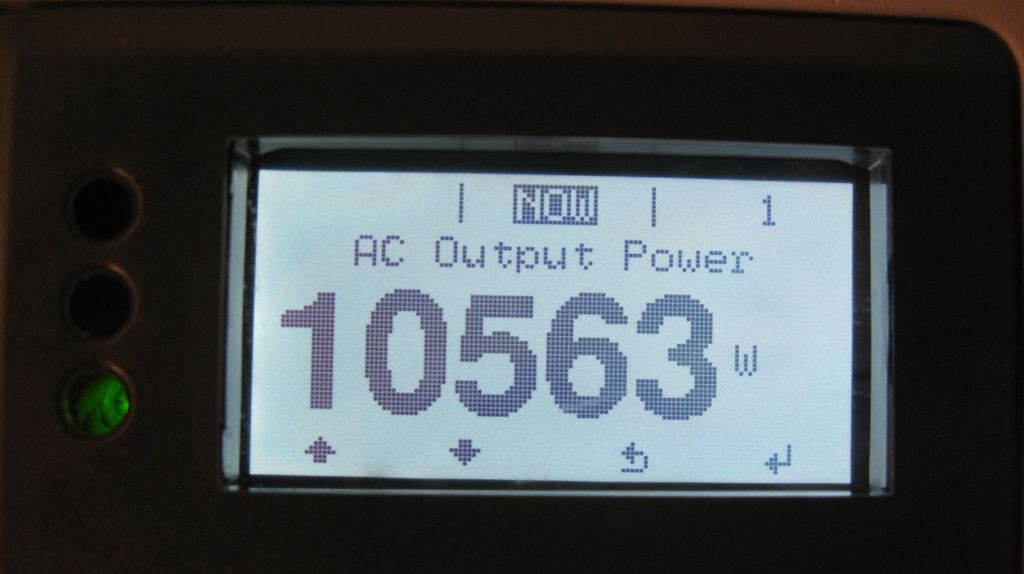 | NOW | 1
AC Output Power
10563 W